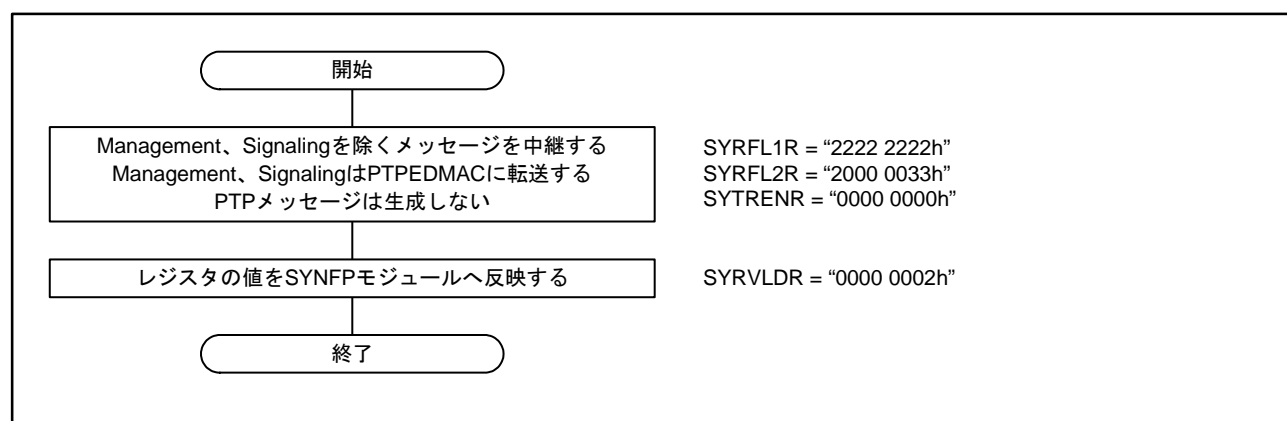 開始
Management、Signalingを除くメッセージを中継する
Management、SignalingはPTPEDMACに転送する
PTPメッセージは生成しない
SYRFL1R = “2222 2222h”
SYRFL2R = “2000 0033h”
SYTRENR = “0000 0000h”
レジスタの値をSYNFPモジュールへ反映する
SYRVLDR = “0000 0002h”
終了